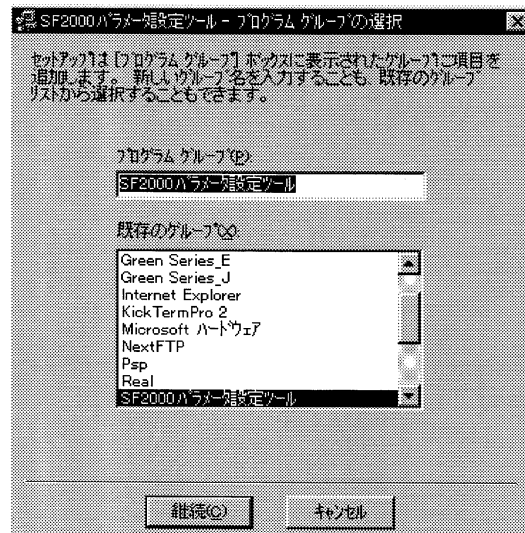 SF2000パラメータ設定ツール - プログラム グループの選択
セットアップは [プログラム グループ] ボックスに表示されたグループに項目を
追加します。 新しいグループ名を入力することも、既存のグループ
リストから選択することもできます。
プログラム グループ(P):
SF2000パラメータ設定ツール
既存のグループ(X):
Green Series_E
Green Series_J
Internet Explorer
KickTermPro 2
Microsoft ハードウェア
NextFTP
Psp
Real
SF2000パラメータ設定ツール
継続(C)
キャンセル